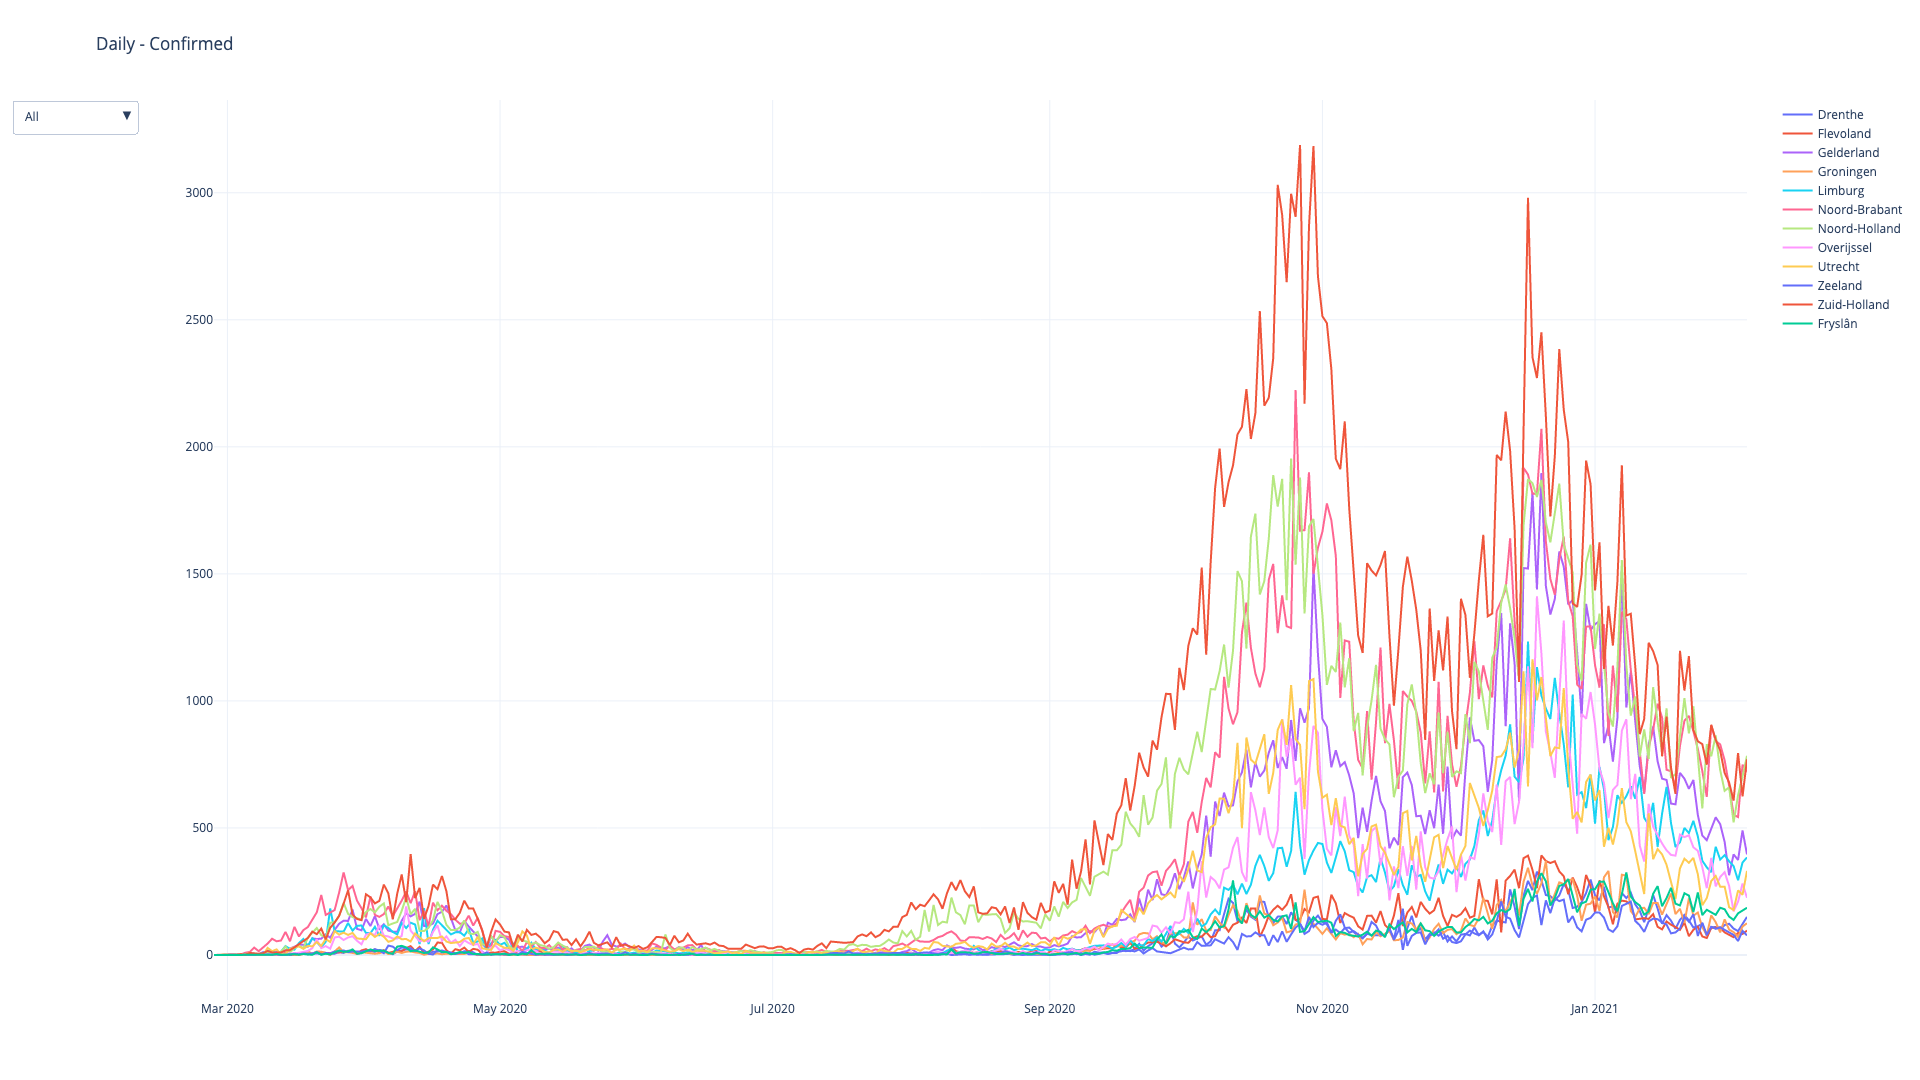 Daily - Confirmed
All ▼
Drenthe
Flevoland
Gelderland
Groningen
Limburg
Noord-Brabant
Noord-Holland
Overijssel
Utrecht
Zeeland
Zuid-Holland
Fryslân
3000
2500
2000
1500
1000
500
0
Mar 2020 May 2020 Jul 2020 Sep 2020 Nov 2020 Jan 2021